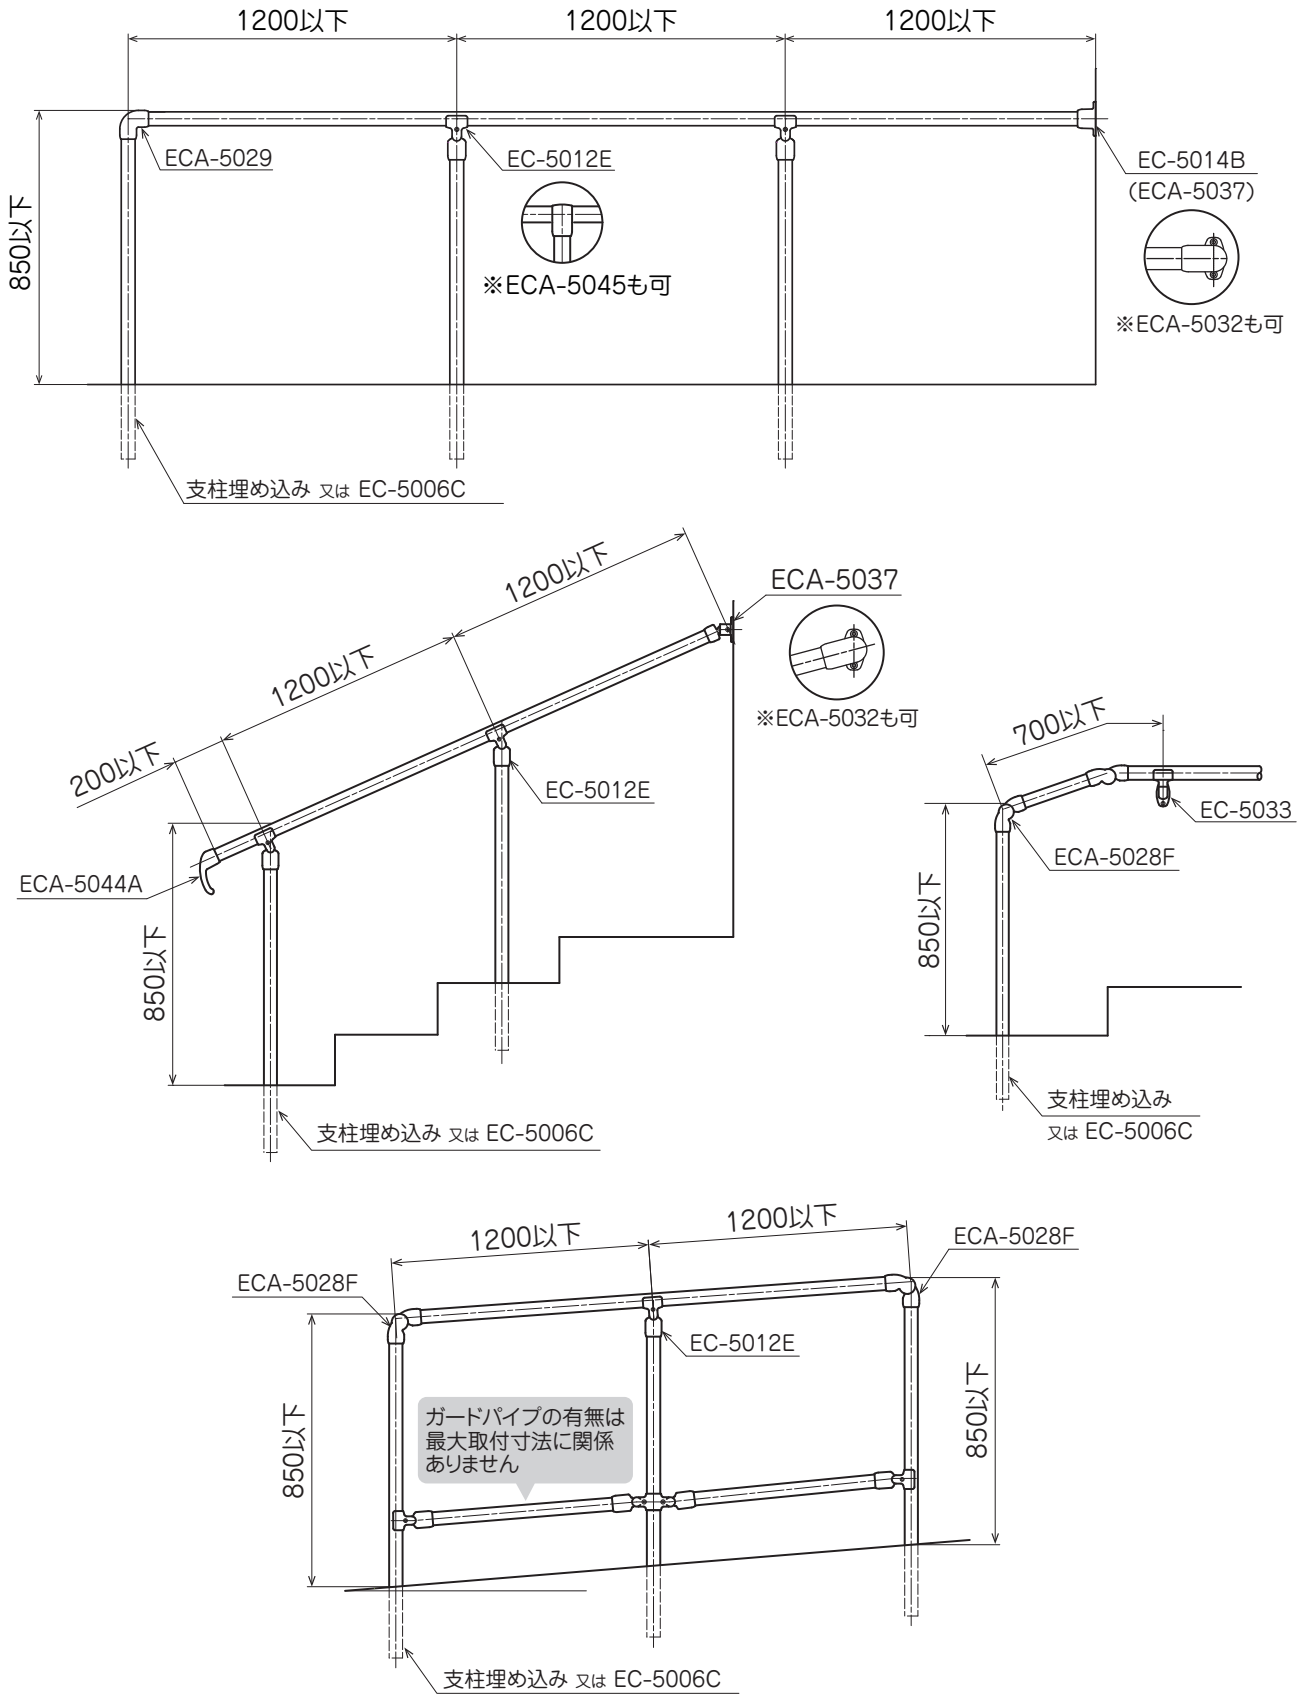 1200以下
1200以下
1200以下
850以下
ECA-5029
EC-5012E
※ECA-5045も可
EC-5014B
(ECA-5037)
※ECA-5032も可
支柱埋め込み 又は EC-5006C
200以下
1200以下
1200以下
ECA-5037
※ECA-5032も可
EC-5012E
ECA-5044A
850以下
支柱埋め込み 又は EC-5006C
700以下
EC-5033
ECA-5028F
850以下
支柱埋め込み
又は EC-5006C
1200以下
1200以下
ECA-5028F
ECA-5028F
EC-5012E
850以下
850以下
ガードパイプの有無は
最大取付寸法に関係
ありません
支柱埋め込み 又は EC-5006C